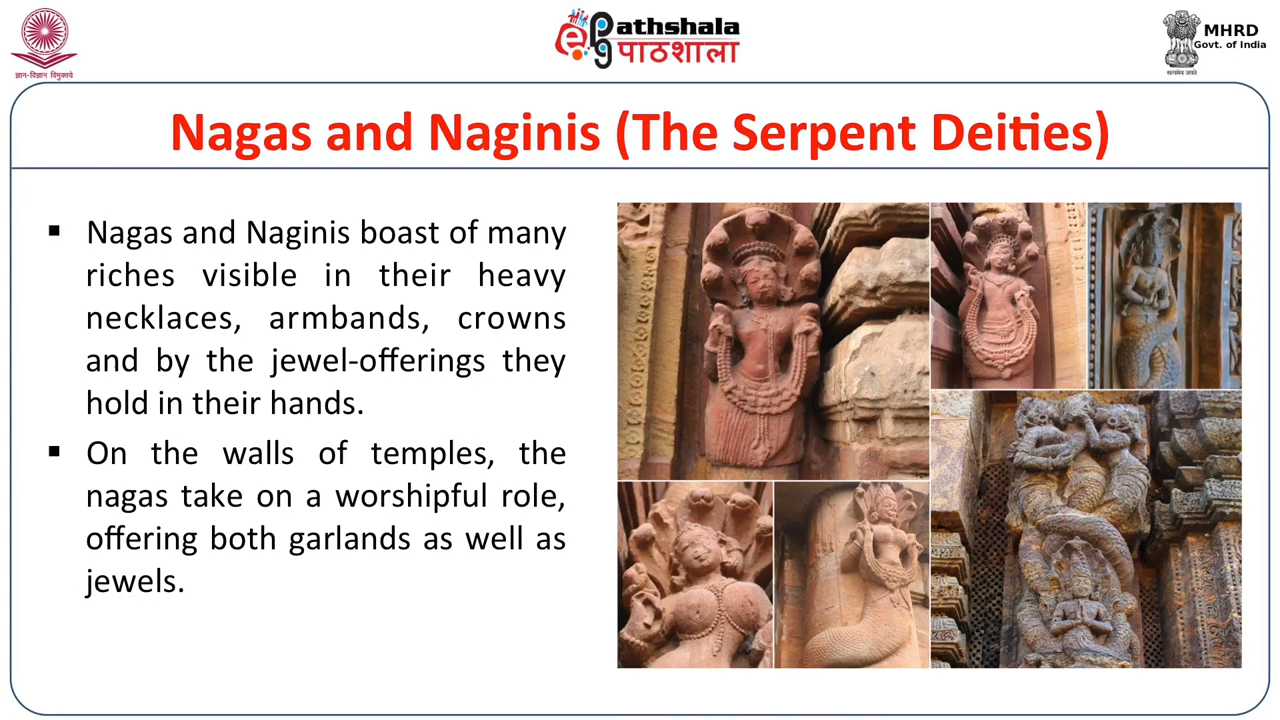 ज्ञान-विज्ञान विमुक्तये
Pathshala
पाठशाला
MHRD
Govt. of India
सत्यमेव जयते
Nagas and Naginis (The Serpent Deities)
▪ Nagas and Naginis boast of many
riches visible in their heavy
necklaces, armbands, crowns
and by the jewel-offerings they
hold in their hands.
▪ On the walls of temples, the
nagas take on a worshipful role,
offering both garlands as well as
jewels.